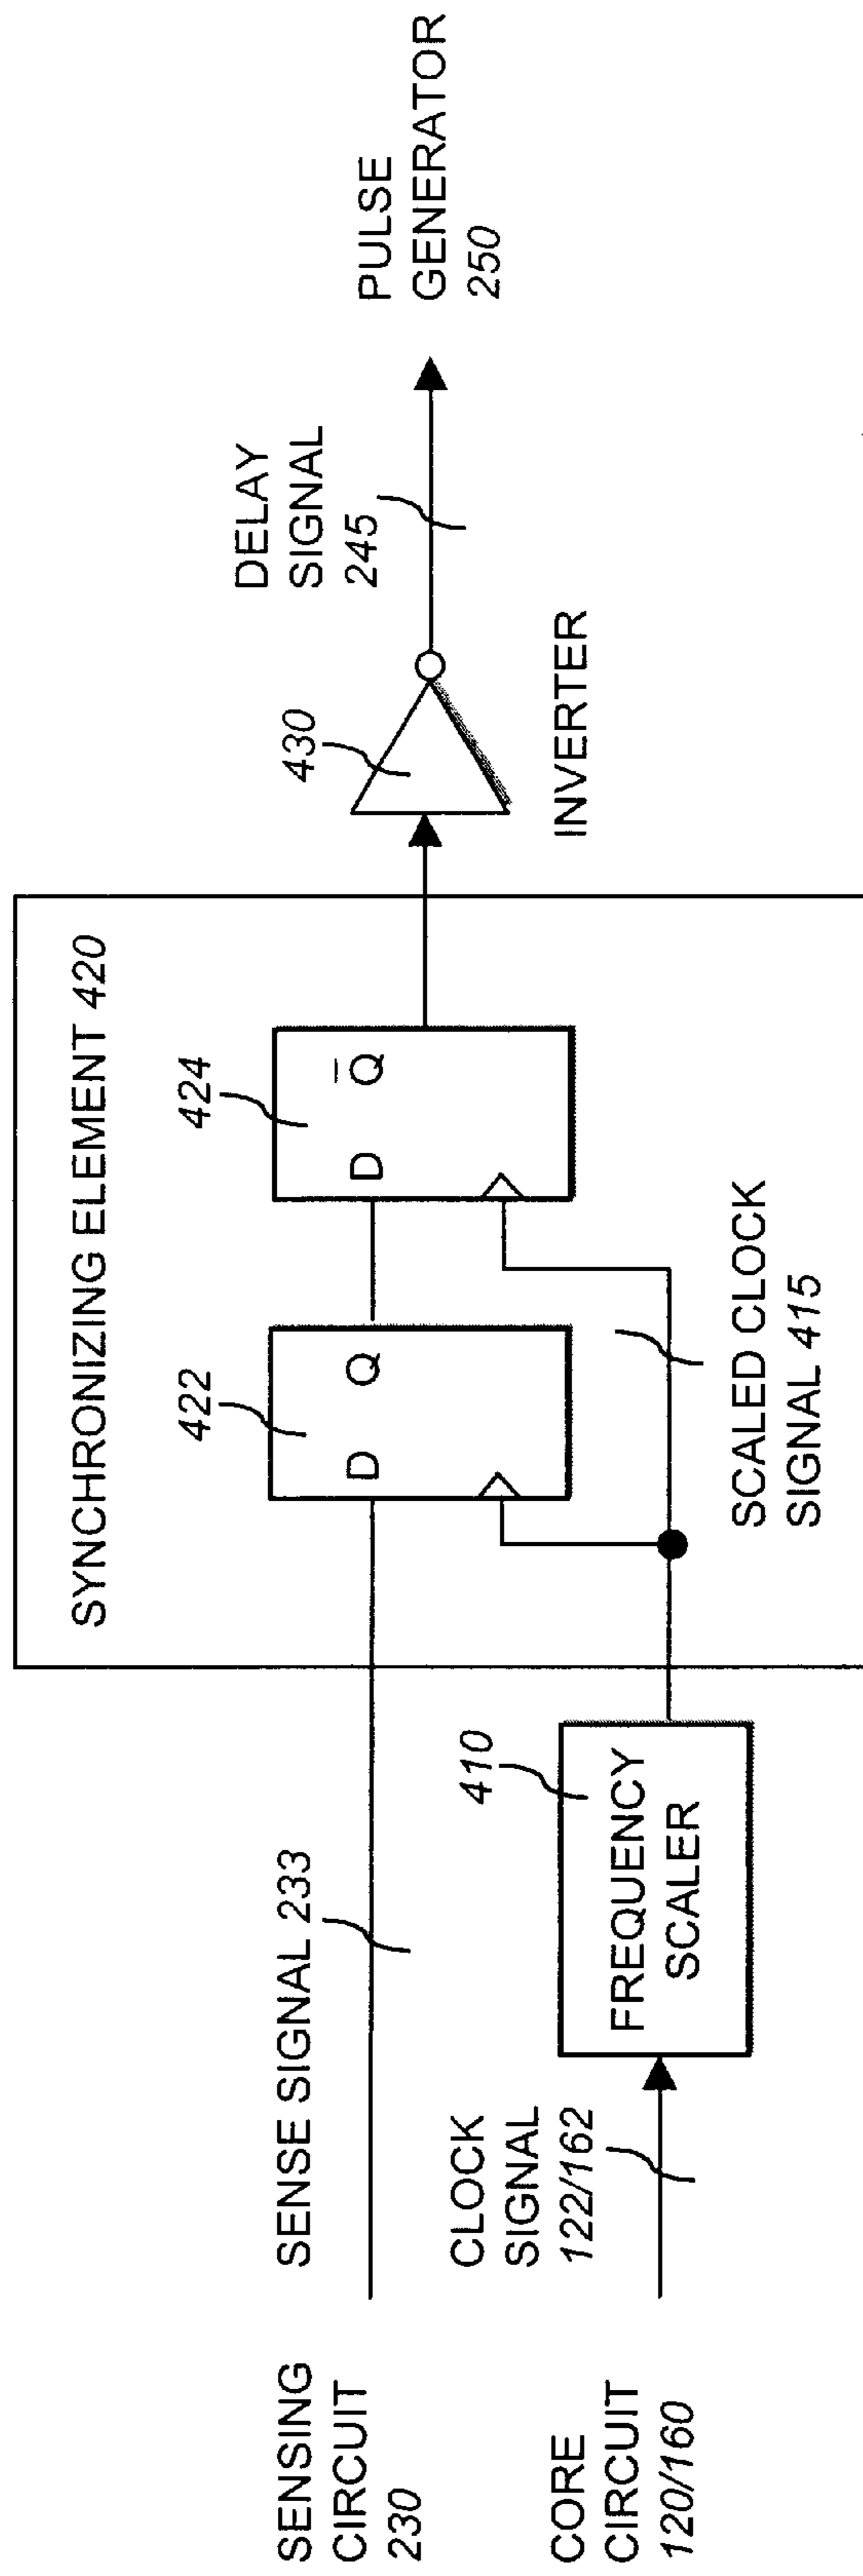 SENSING
CIRCUIT
230
SENSE SIGNAL 233
CORE
CIRCUIT
120/160
CLOCK
SIGNAL
122/162
410
FREQUENCY
SCALER
SYNCHRONIZING ELEMENT 420
422
D Q
424
D Q̅
SCALED CLOCK
SIGNAL 415
430
INVERTER
DELAY
SIGNAL
245
PULSE
GENERATOR
250